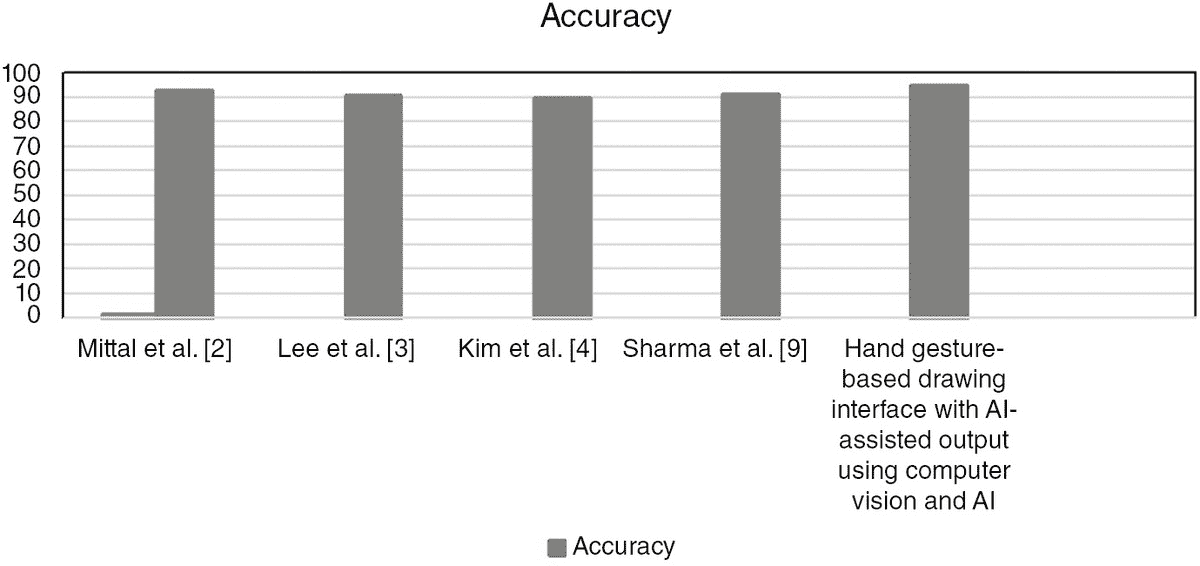 Accuracy
100
90
80
70
60
50
40
30
20
10
0
Mittal et al. [2]
Lee et al. [3]
Kim et al. [4]
Sharma et al. [9]
Hand gesture-
based drawing
interface with AI-
assisted output
using computer
vision and AI
Accuracy